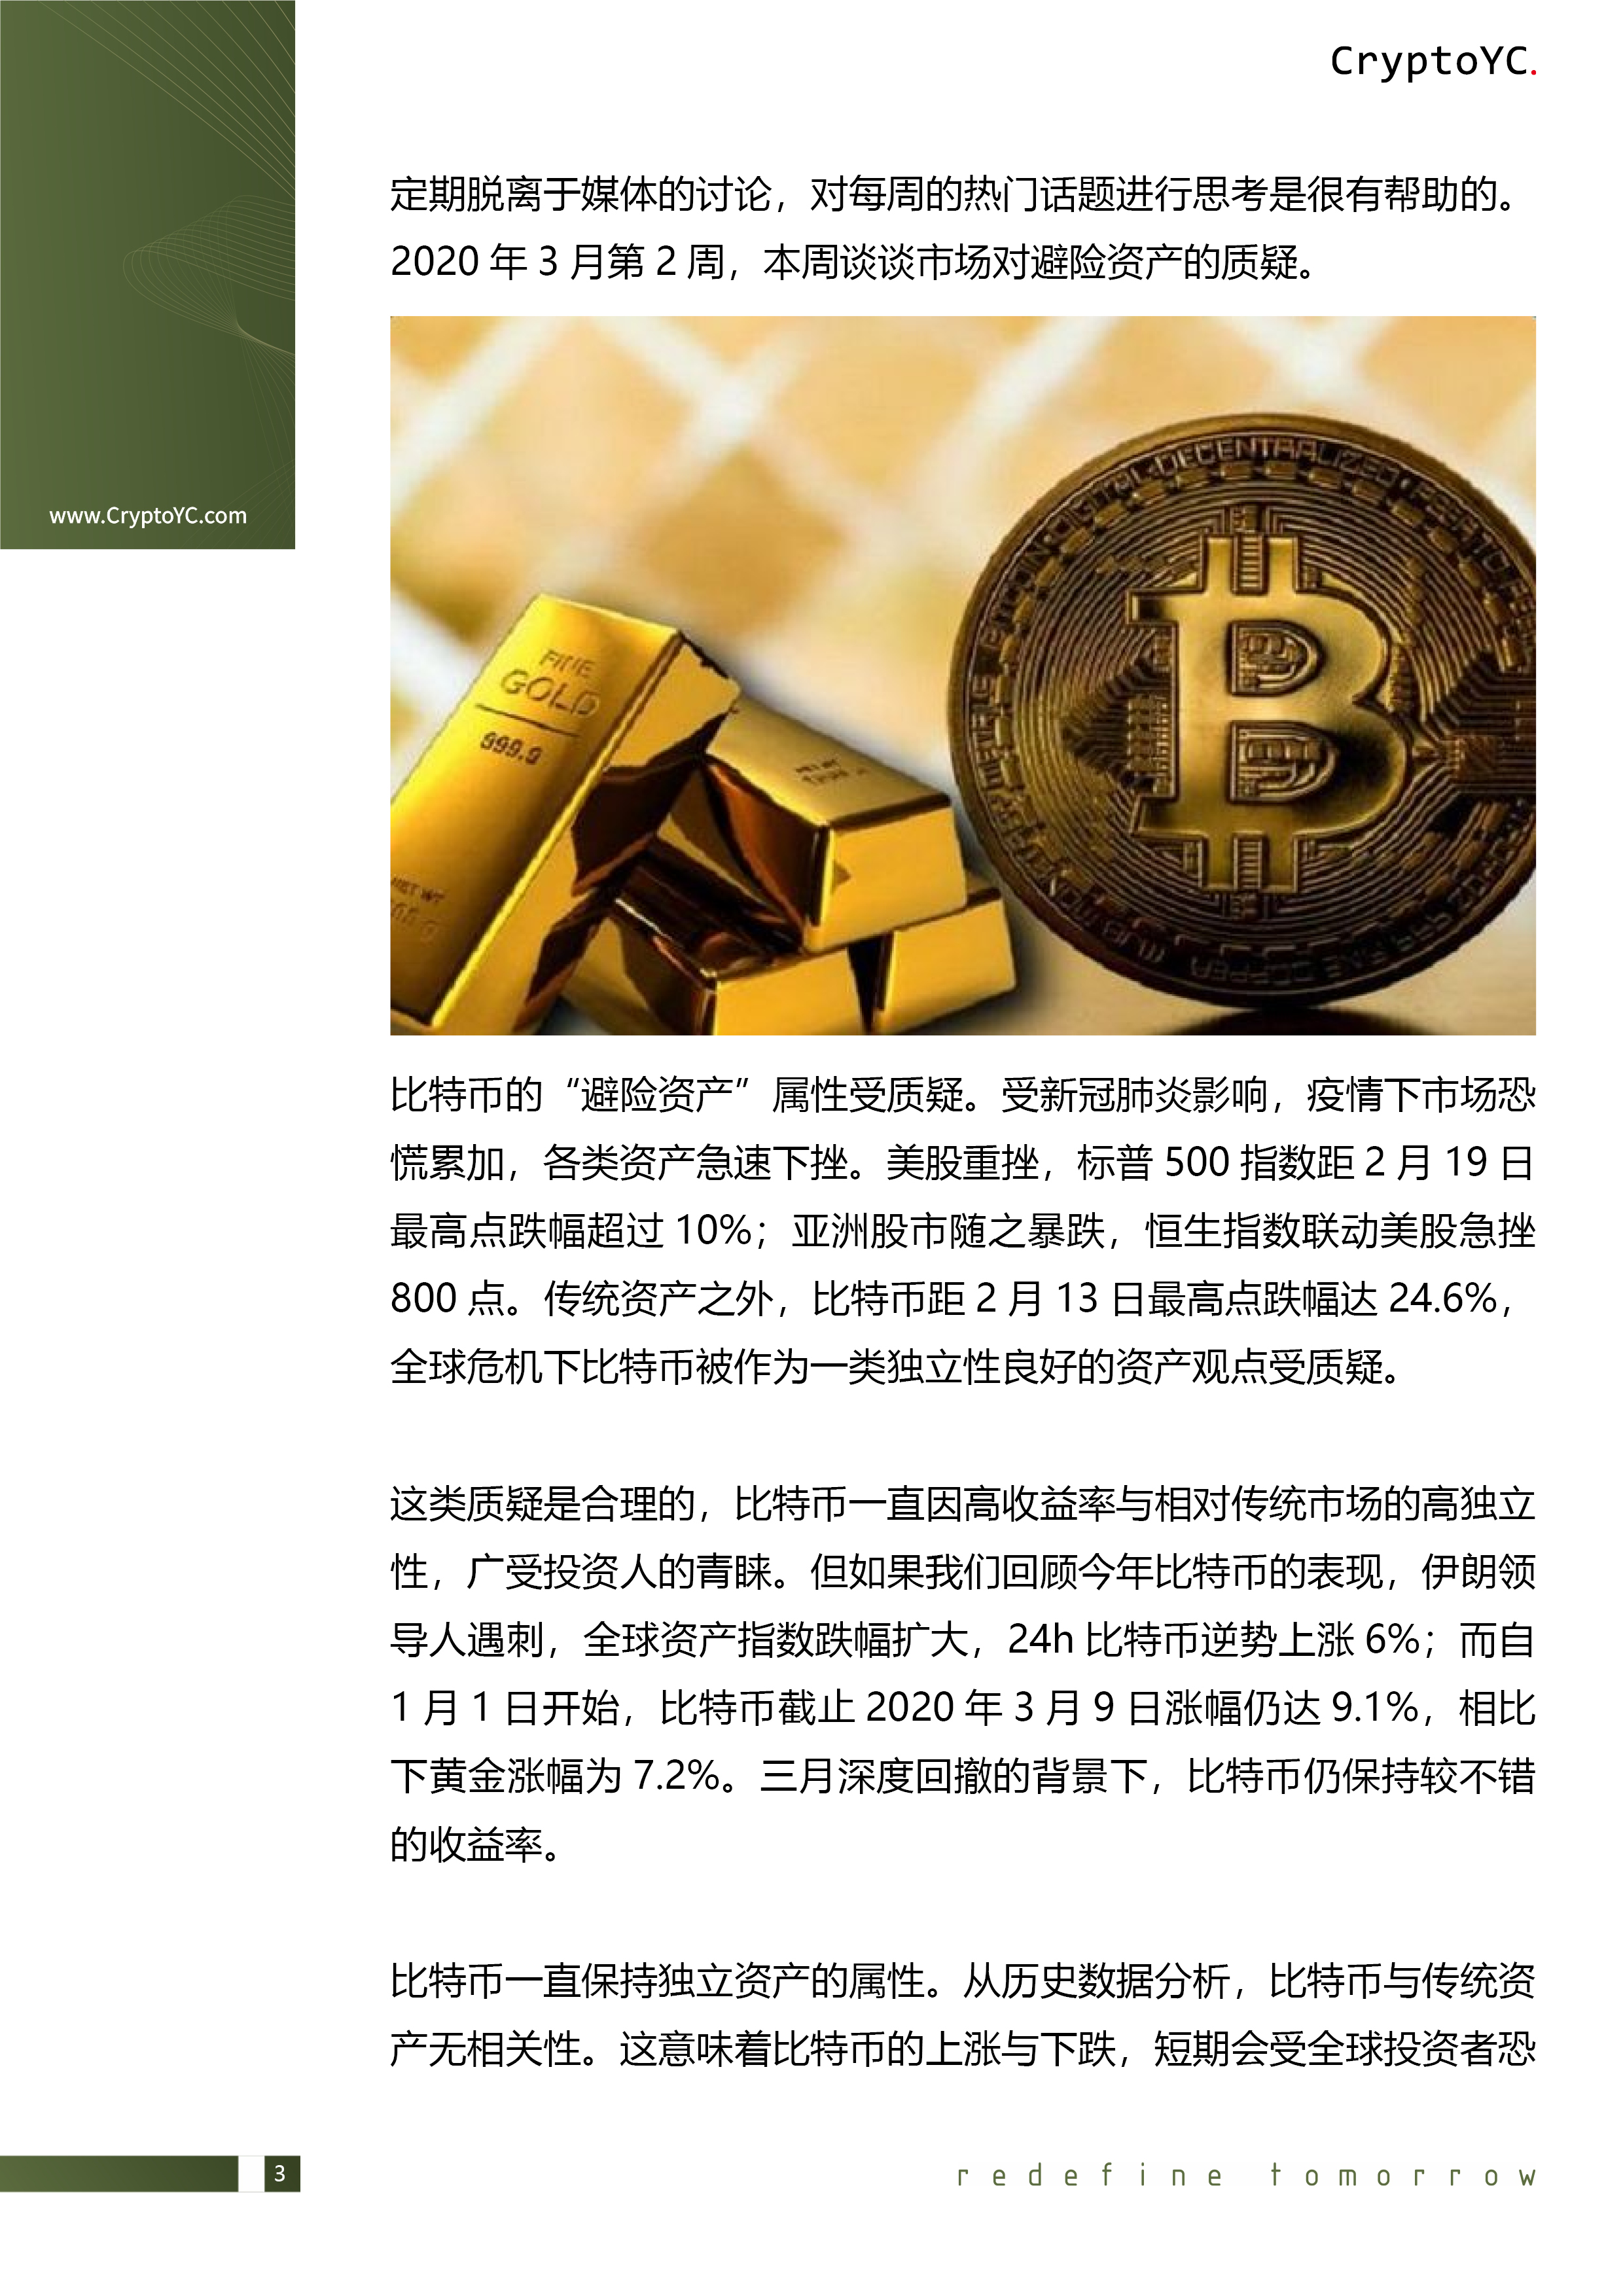 CryptoYC.
www.CryptoYC.com
定期脱离于媒体的讨论，对每周的热门话题进行思考是很有帮助的。
2020 年 3 月第 2 周，本周谈谈市场对避险资产的质疑。
FINE
GOLD
999.9
NET WT
比特币的“避险资产”属性受质疑。受新冠肺炎影响，疫情下市场恐
慌累加，各类资产急速下挫。美股重挫，标普 500 指数距 2 月 19 日
最高点跌幅超过 10%；亚洲股市随之暴跌，恒生指数联动美股急挫
800 点。传统资产之外，比特币距 2 月 13 日最高点跌幅达 24.6%，
全球危机下比特币被作为一类独立性良好的资产观点受质疑。
这类质疑是合理的，比特币一直因高收益率与相对传统市场的高独立
性，广受投资人的青睐。但如果我们回顾今年比特币的表现，伊朗领
导人遇刺，全球资产指数跌幅扩大，24h 比特币逆势上涨 6%；而自
1 月 1 日开始，比特币截止 2020 年 3 月 9 日涨幅仍达 9.1%，相比
下黄金涨幅为 7.2%。三月深度回撤的背景下，比特币仍保持较不错
的收益率。
比特币一直保持独立资产的属性。从历史数据分析，比特币与传统资
产无相关性。这意味着比特币的上涨与下跌，短期会受全球投资者恐
3
redefine tomorrow